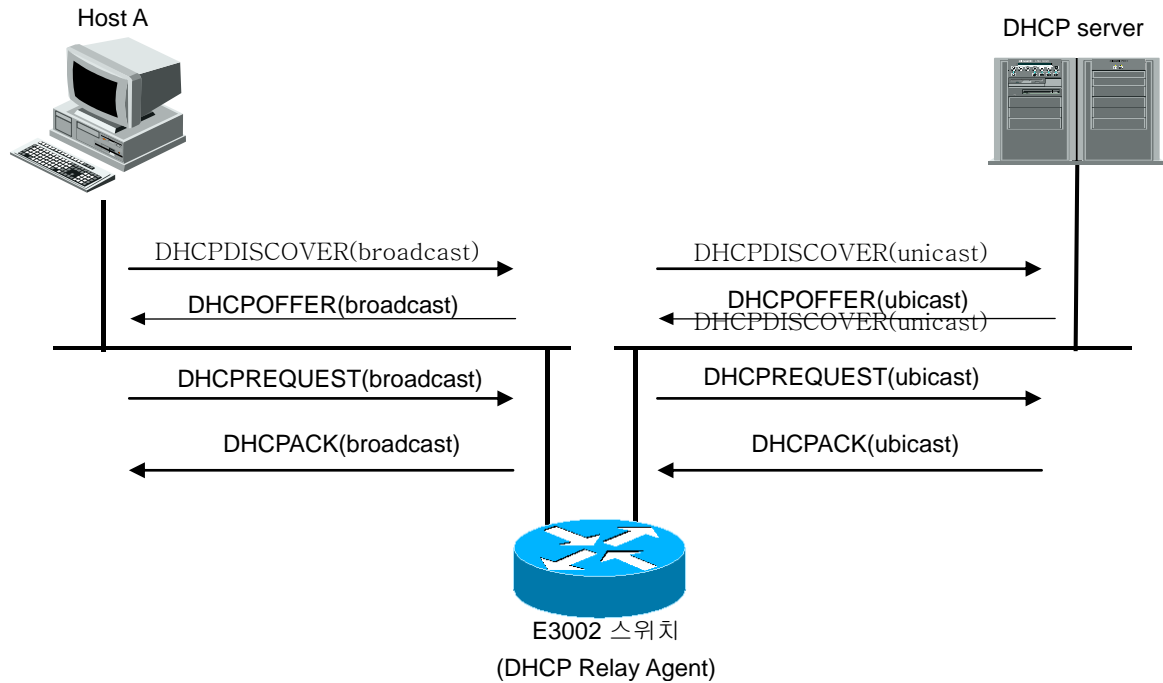 Host A
DHCP server
DHCPDISCOVER(broadcast)
DHCPDISCOVER(unicast)
DHCPOFFER(broadcast)
DHCPOFFER(ubicast)
DHCPDISCOVER(unicast)
DHCPREQUEST(broadcast)
DHCPREQUEST(ubicast)
DHCPACK(broadcast)
DHCPACK(ubicast)
E3002 스위치
(DHCP Relay Agent)